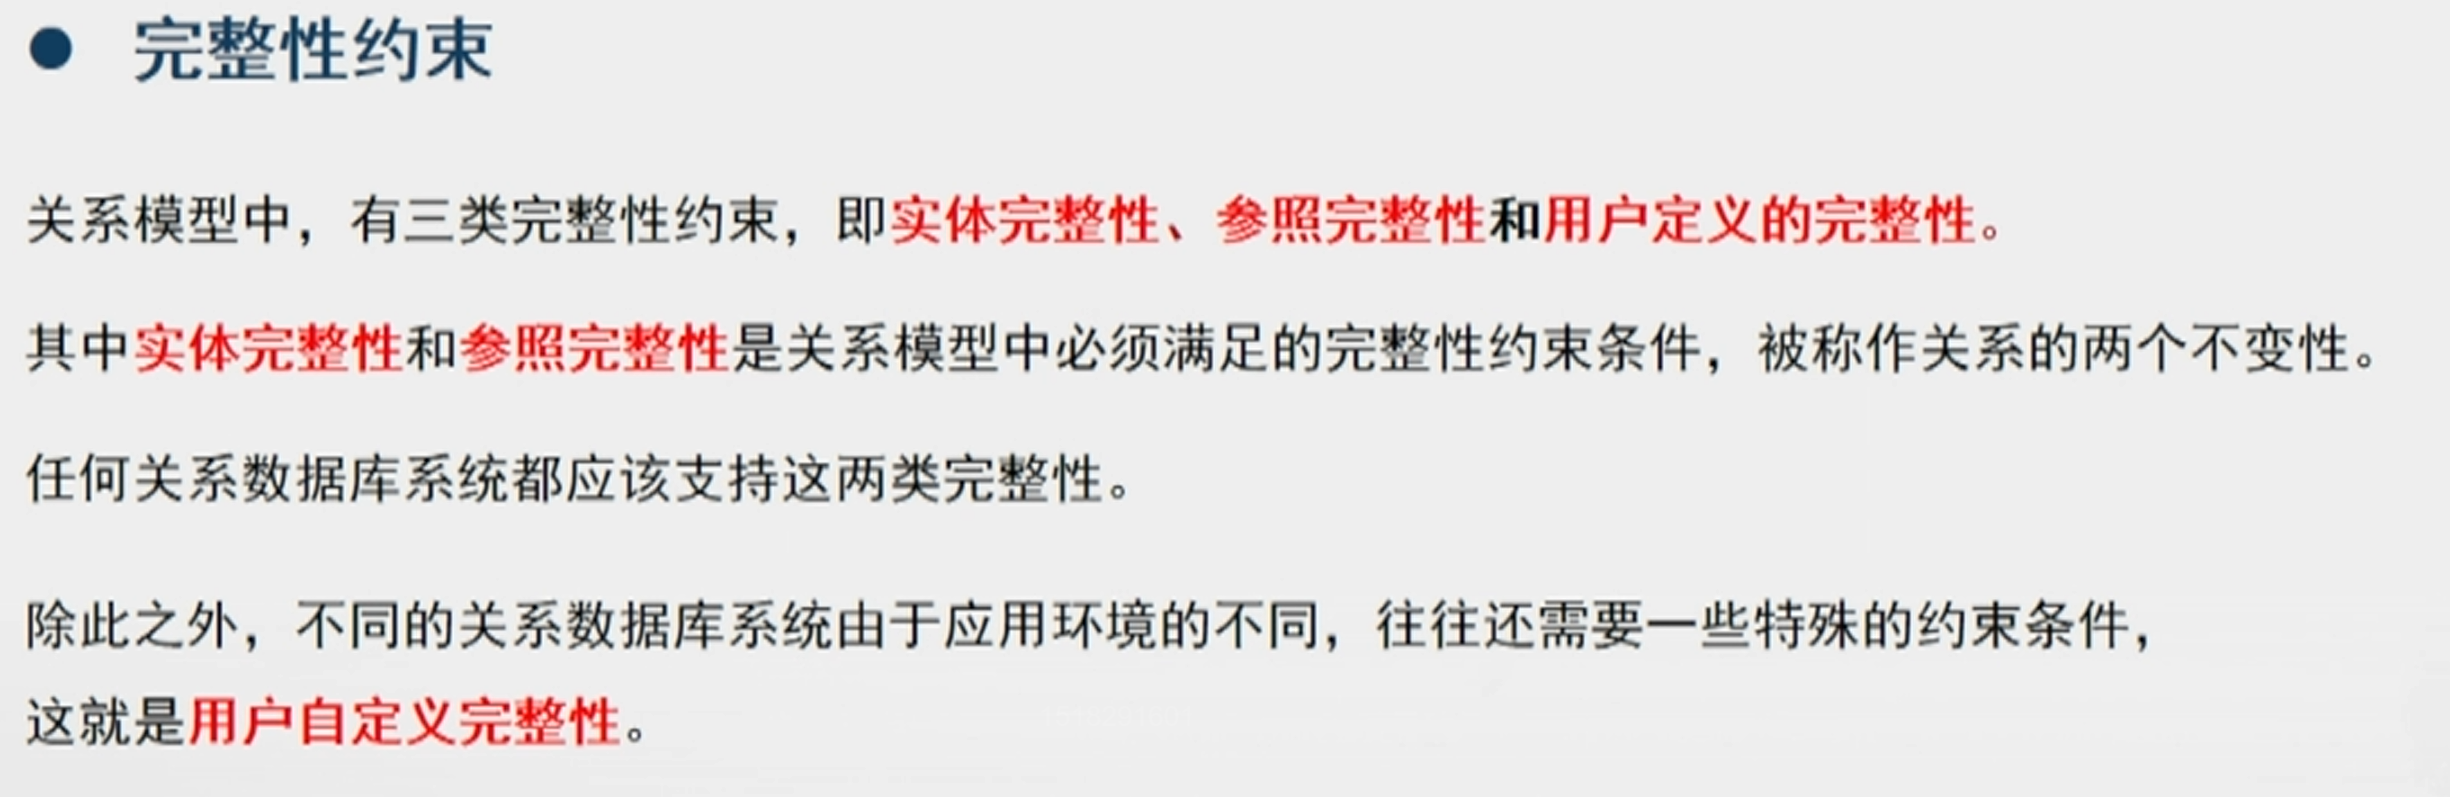 ● 完整性约束
关系模型中，有三类完整性约束，即实体完整性、参照完整性和用户定义的完整性。
其中实体完整性和参照完整性是关系模型中必须满足的完整性约束条件，被称作关系的两个不变性。
任何关系数据库系统都应该支持这两类完整性。
除此之外，不同的关系数据库系统由于应用环境的不同，往往还需要一些特殊的约束条件，
这就是用户自定义完整性。